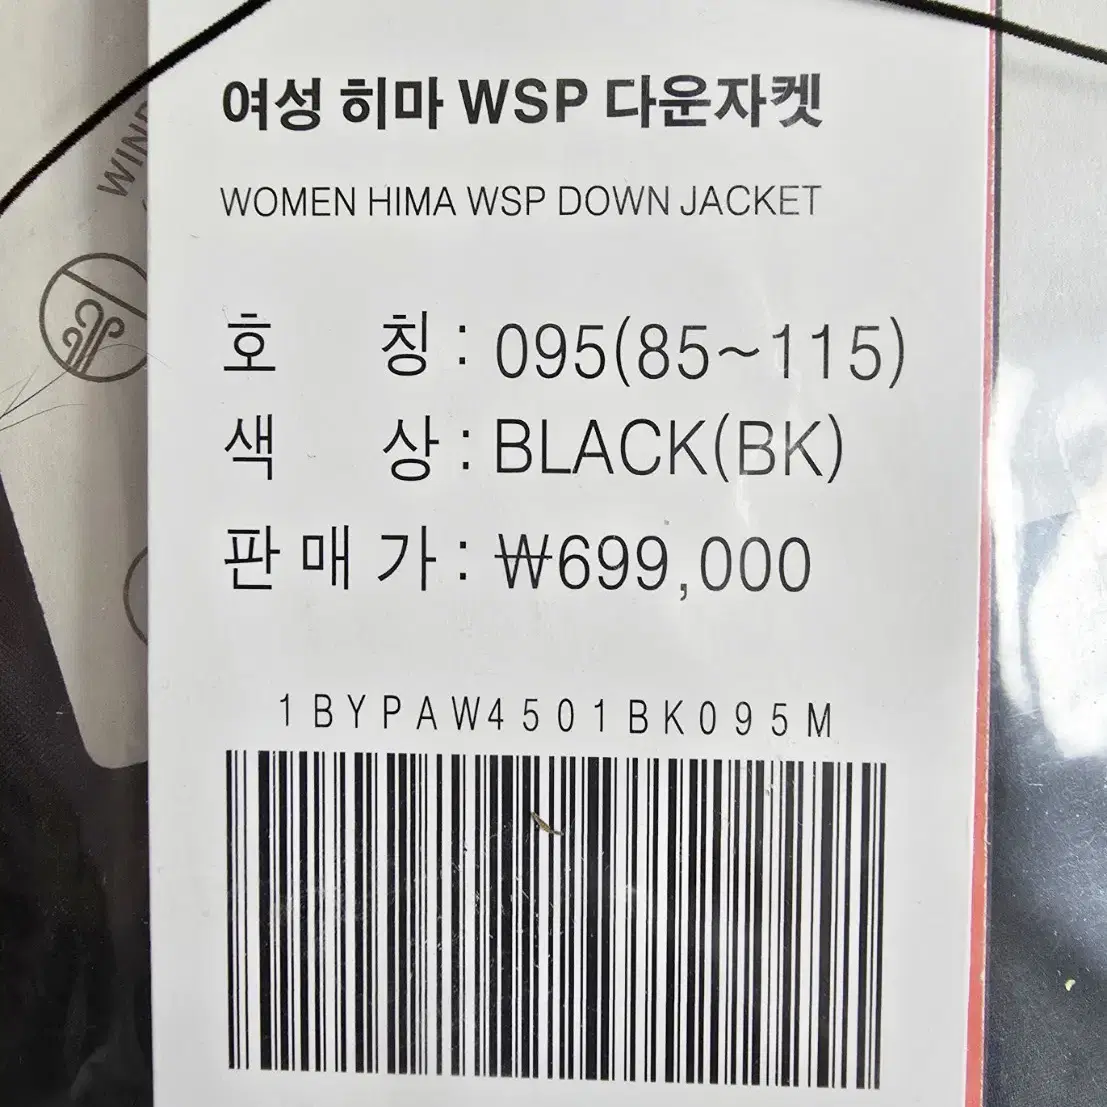 여성 히마 WSP 다운자켓
WOMEN HIMA WSP DOWN JACKET
호 칭 : 095(85~115)
색 상 : BLACK(BK)
판 매 가 : ₩699,000
1BYPAW4501BK095M